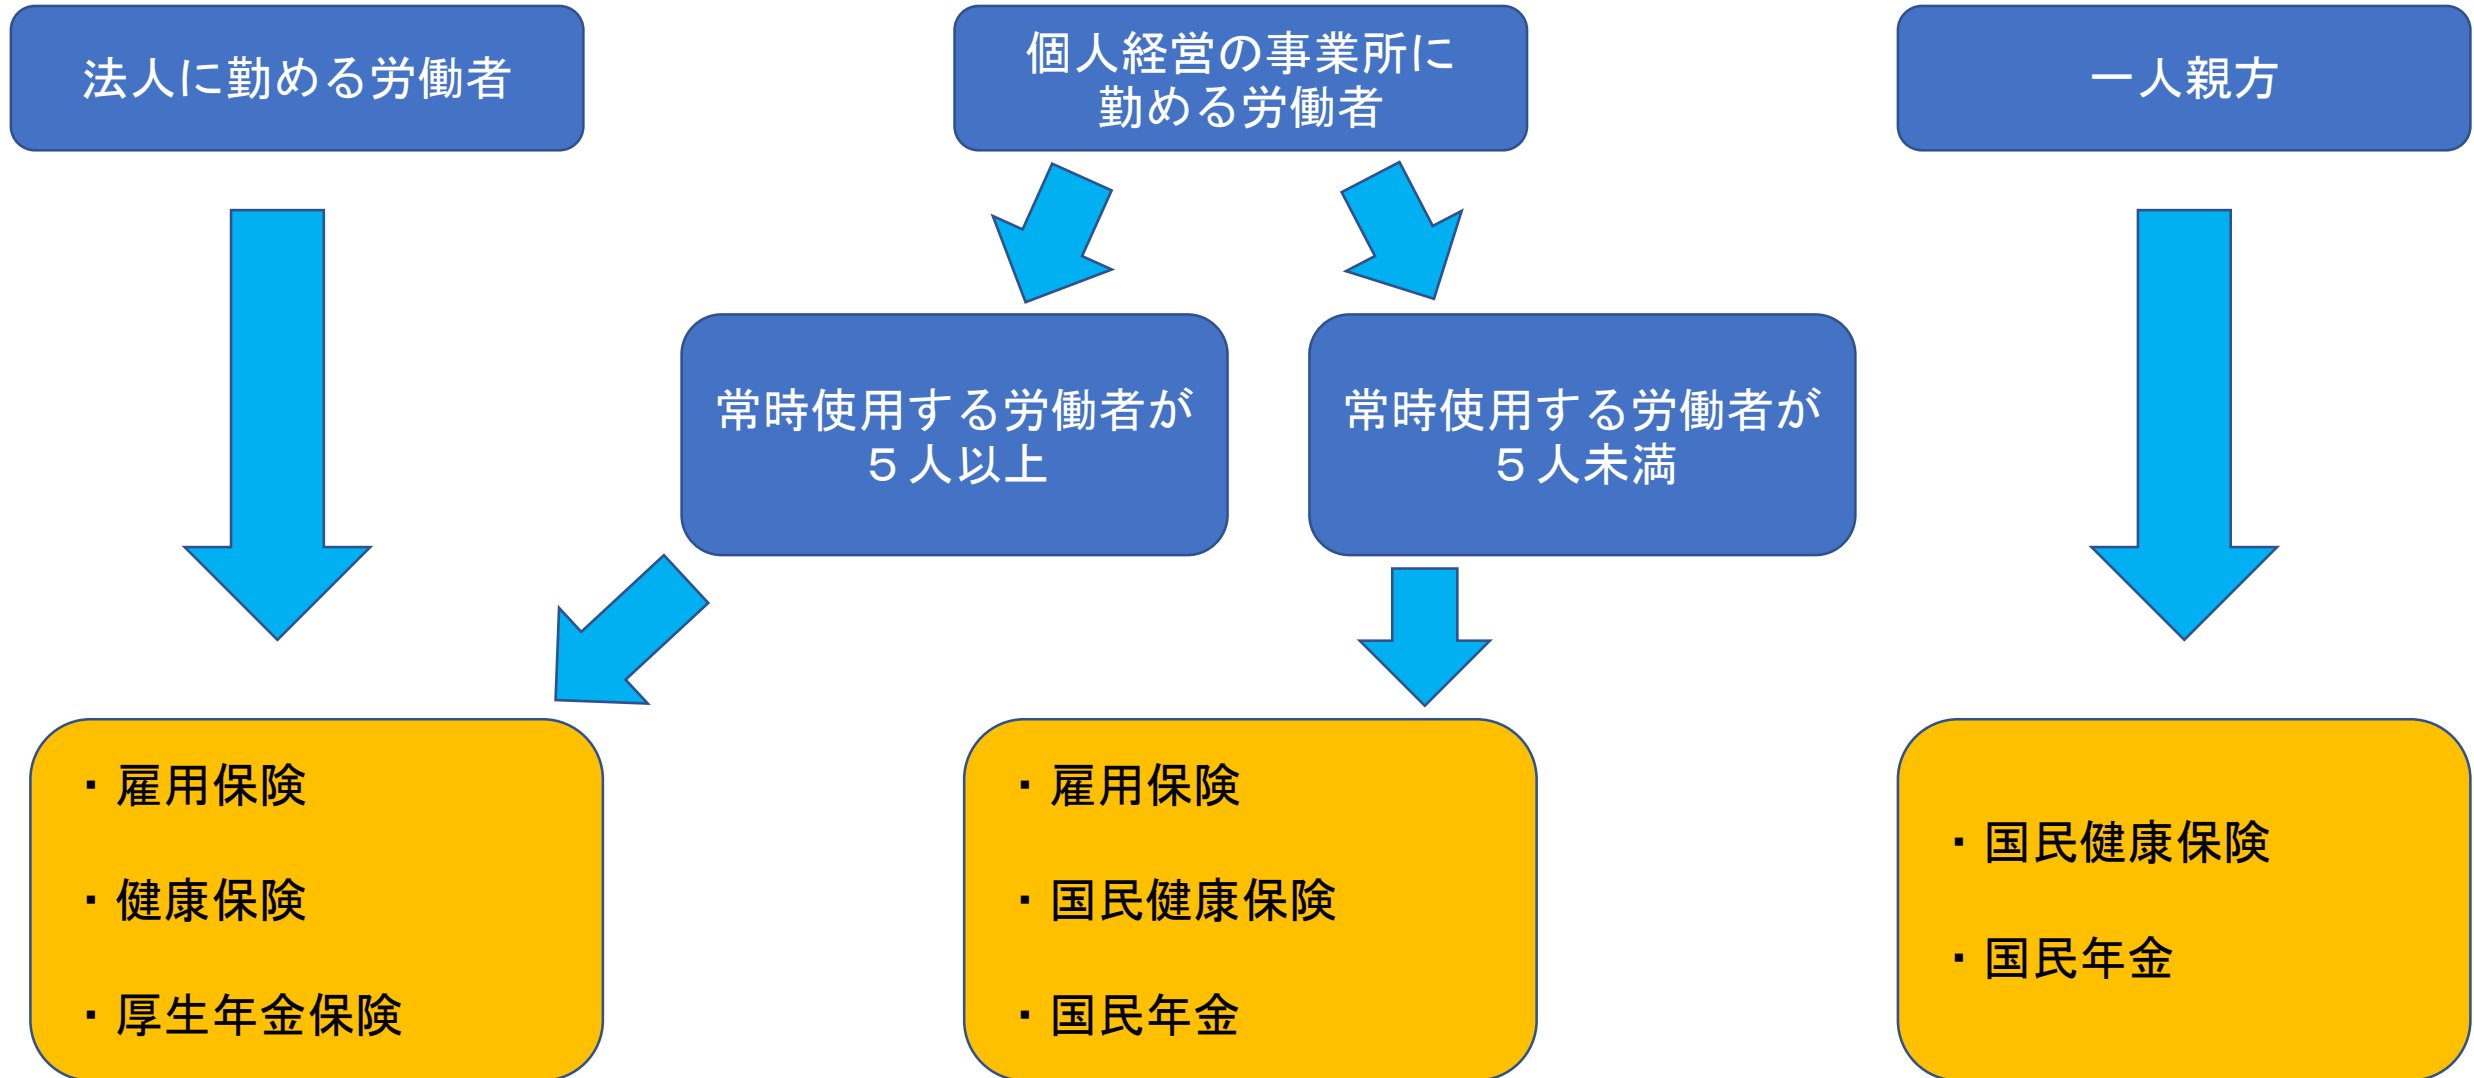 法人に勤める労働者
個人経営の事業所に
勤める労働者
一人親方
常時使用する労働者が
５人以上
常時使用する労働者が
５人未満
・雇用保険
・健康保険
・厚生年金保険
・雇用保険
・国民健康保険
・国民年金
・国民健康保険
・国民年金